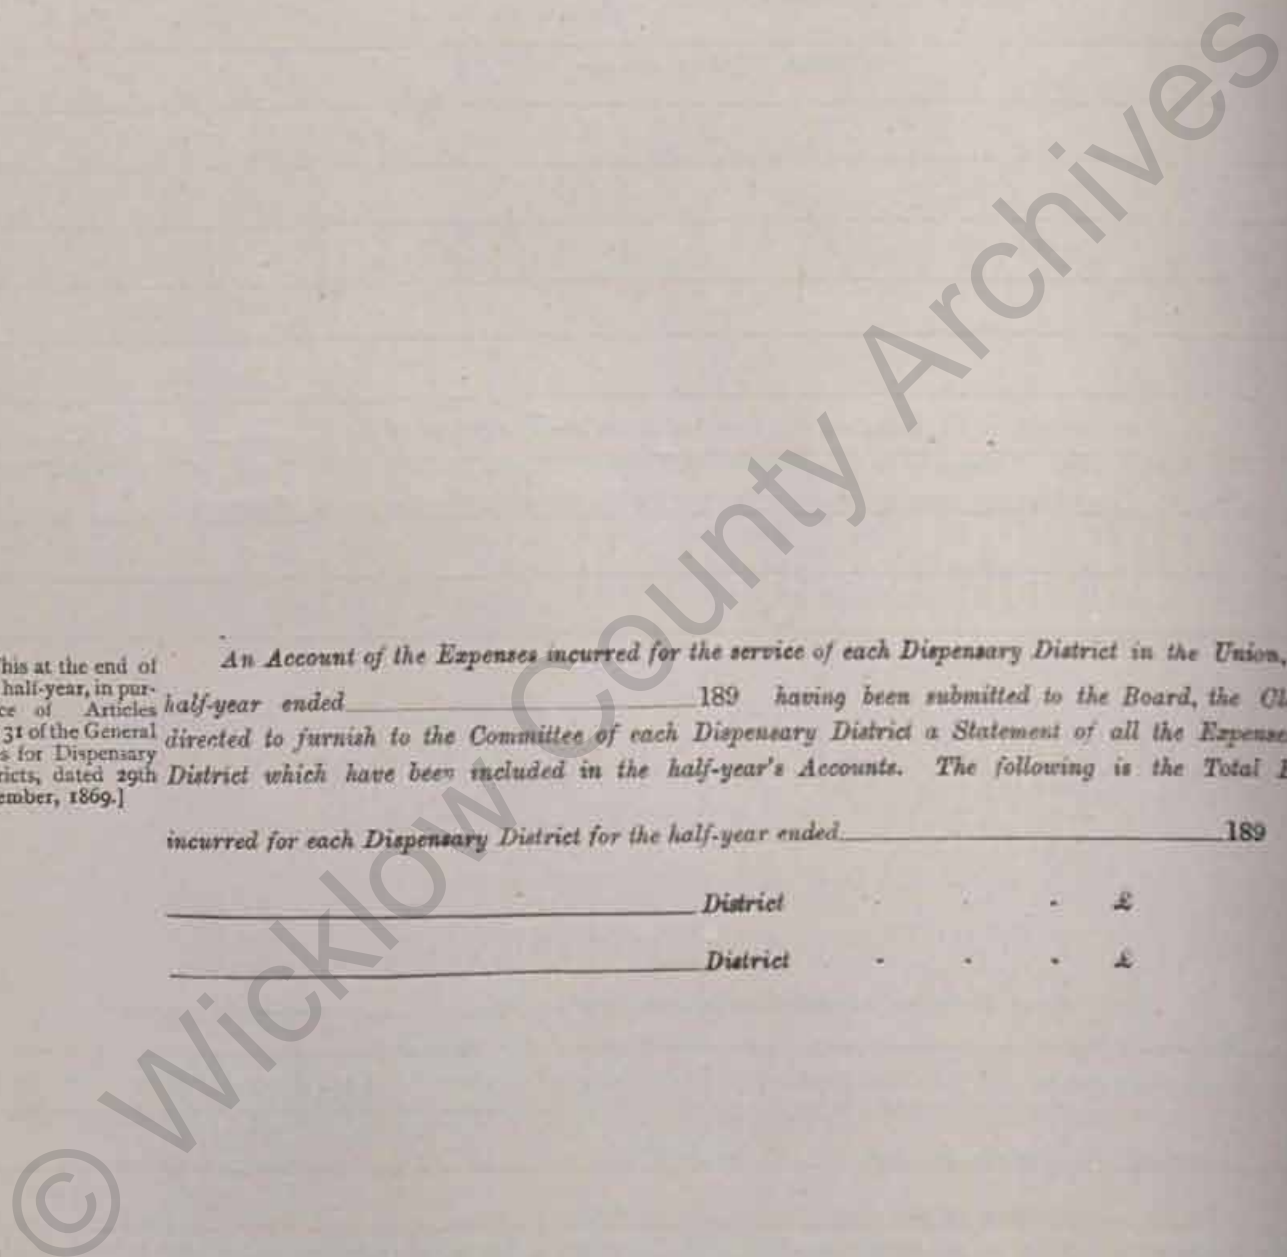 his at the end of
half-year, in pur-
ce of Articles
31 of the General
s for Dispensary
ricts, dated 29th
ember, 1869.]
An Account of the Expenses incurred for the service of each Dispensary District in the Union,
half-year ended 189 having been submitted to the Board, the Cl
directed to furnish to the Committee of each Dispensary District a Statement of all the Expense
District which have been included in the half-year's Accounts. The following is the Total E
incurred for each Dispensary District for the half-year ended 189
District - - - £
District - - - £
© Wicklow County Archives